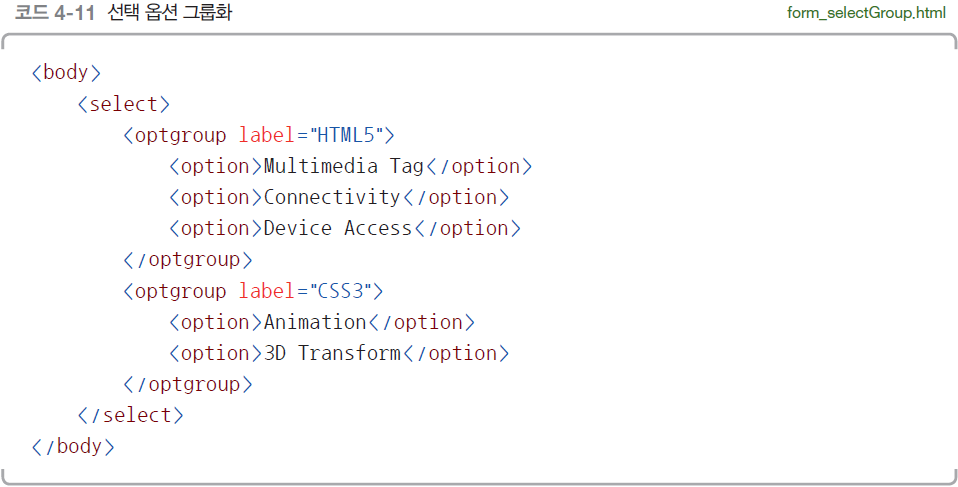 코드 4-11 선택 옵션 그룹화 form_selectGroup.html
<body>
<select>
<optgroup label="HTML5">
<option>Multimedia Tag</option>
<option>Connectivity</option>
<option>Device Access</option>
</optgroup>
<optgroup label="CSS3">
<option>Animation</option>
<option>3D Transform</option>
</optgroup>
</select>
</body>